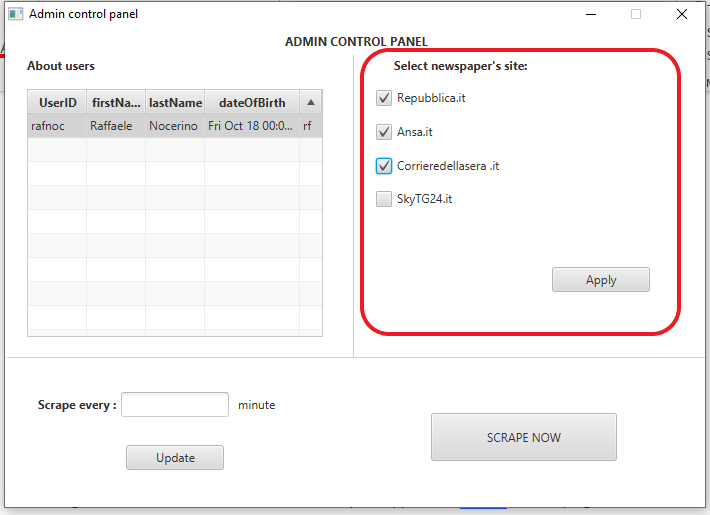 Admin control panel
ADMIN CONTROL PANEL
About users
UserID firstNa... lastName dateOfBirth
rafnoc Raffaele Nocerino Fri Oct 18 00:0... rf
Select newspaper's site:
Repubblica.it
Ansa.it
Corrieredellasera .it
SkyTG24.it
Apply
Scrape every : minute
Update
SCRAPE NOW